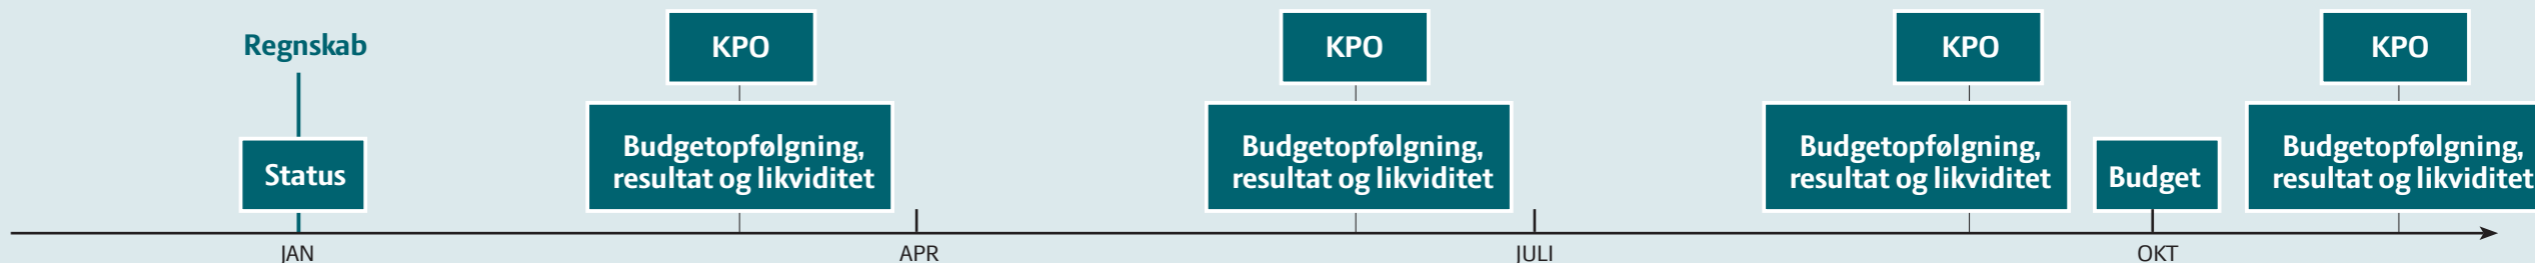 Regnskab
Status
KPO
Budgetopfølgning,
resultat og likviditet
KPO
Budgetopfølgning,
resultat og likviditet
KPO
Budgetopfølgning,
resultat og likviditet
Budget
KPO
Budgetopfølgning,
resultat og likviditet
JAN
APR
JULI
OKT